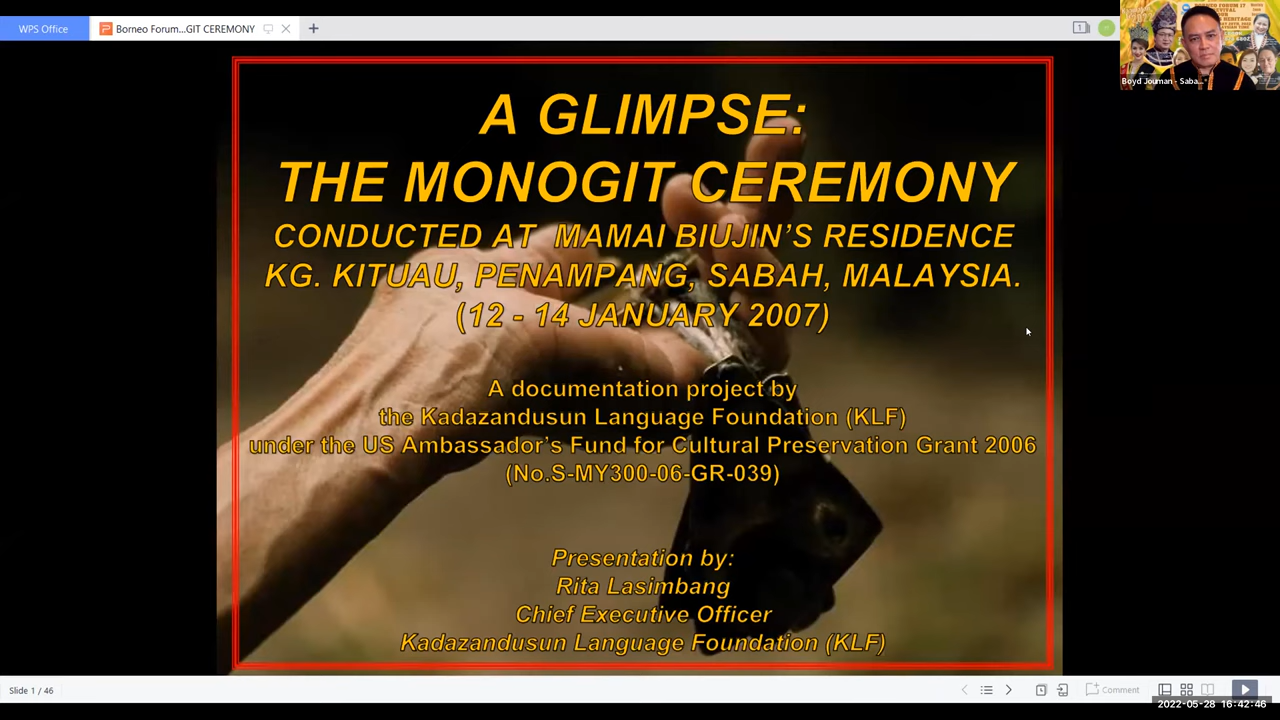 WPS Office
Borneo Forum...GIT CEREMONY
1
Boyd Jouman - Saba...
A GLIMPSE:
THE MONOGIT CEREMONY
CONDUCTED AT MAMAI BIUJIN'S RESIDENCE
KG. KITUAU, PENAMPANG, SABAH, MALAYSIA.
(12 - 14 JANUARY 2007)
A documentation project by
the Kadazandusun Language Foundation (KLF)
under the US Ambassador's Fund for Cultural Preservation Grant 2006
(No.S-MY300-06-GR-039)
Presentation by:
Rita Lasimbang
Chief Executive Officer
Kadazandusun Language Foundation (KLF)
Slide 1 / 46
Comment
2022-05-28 16:42:46